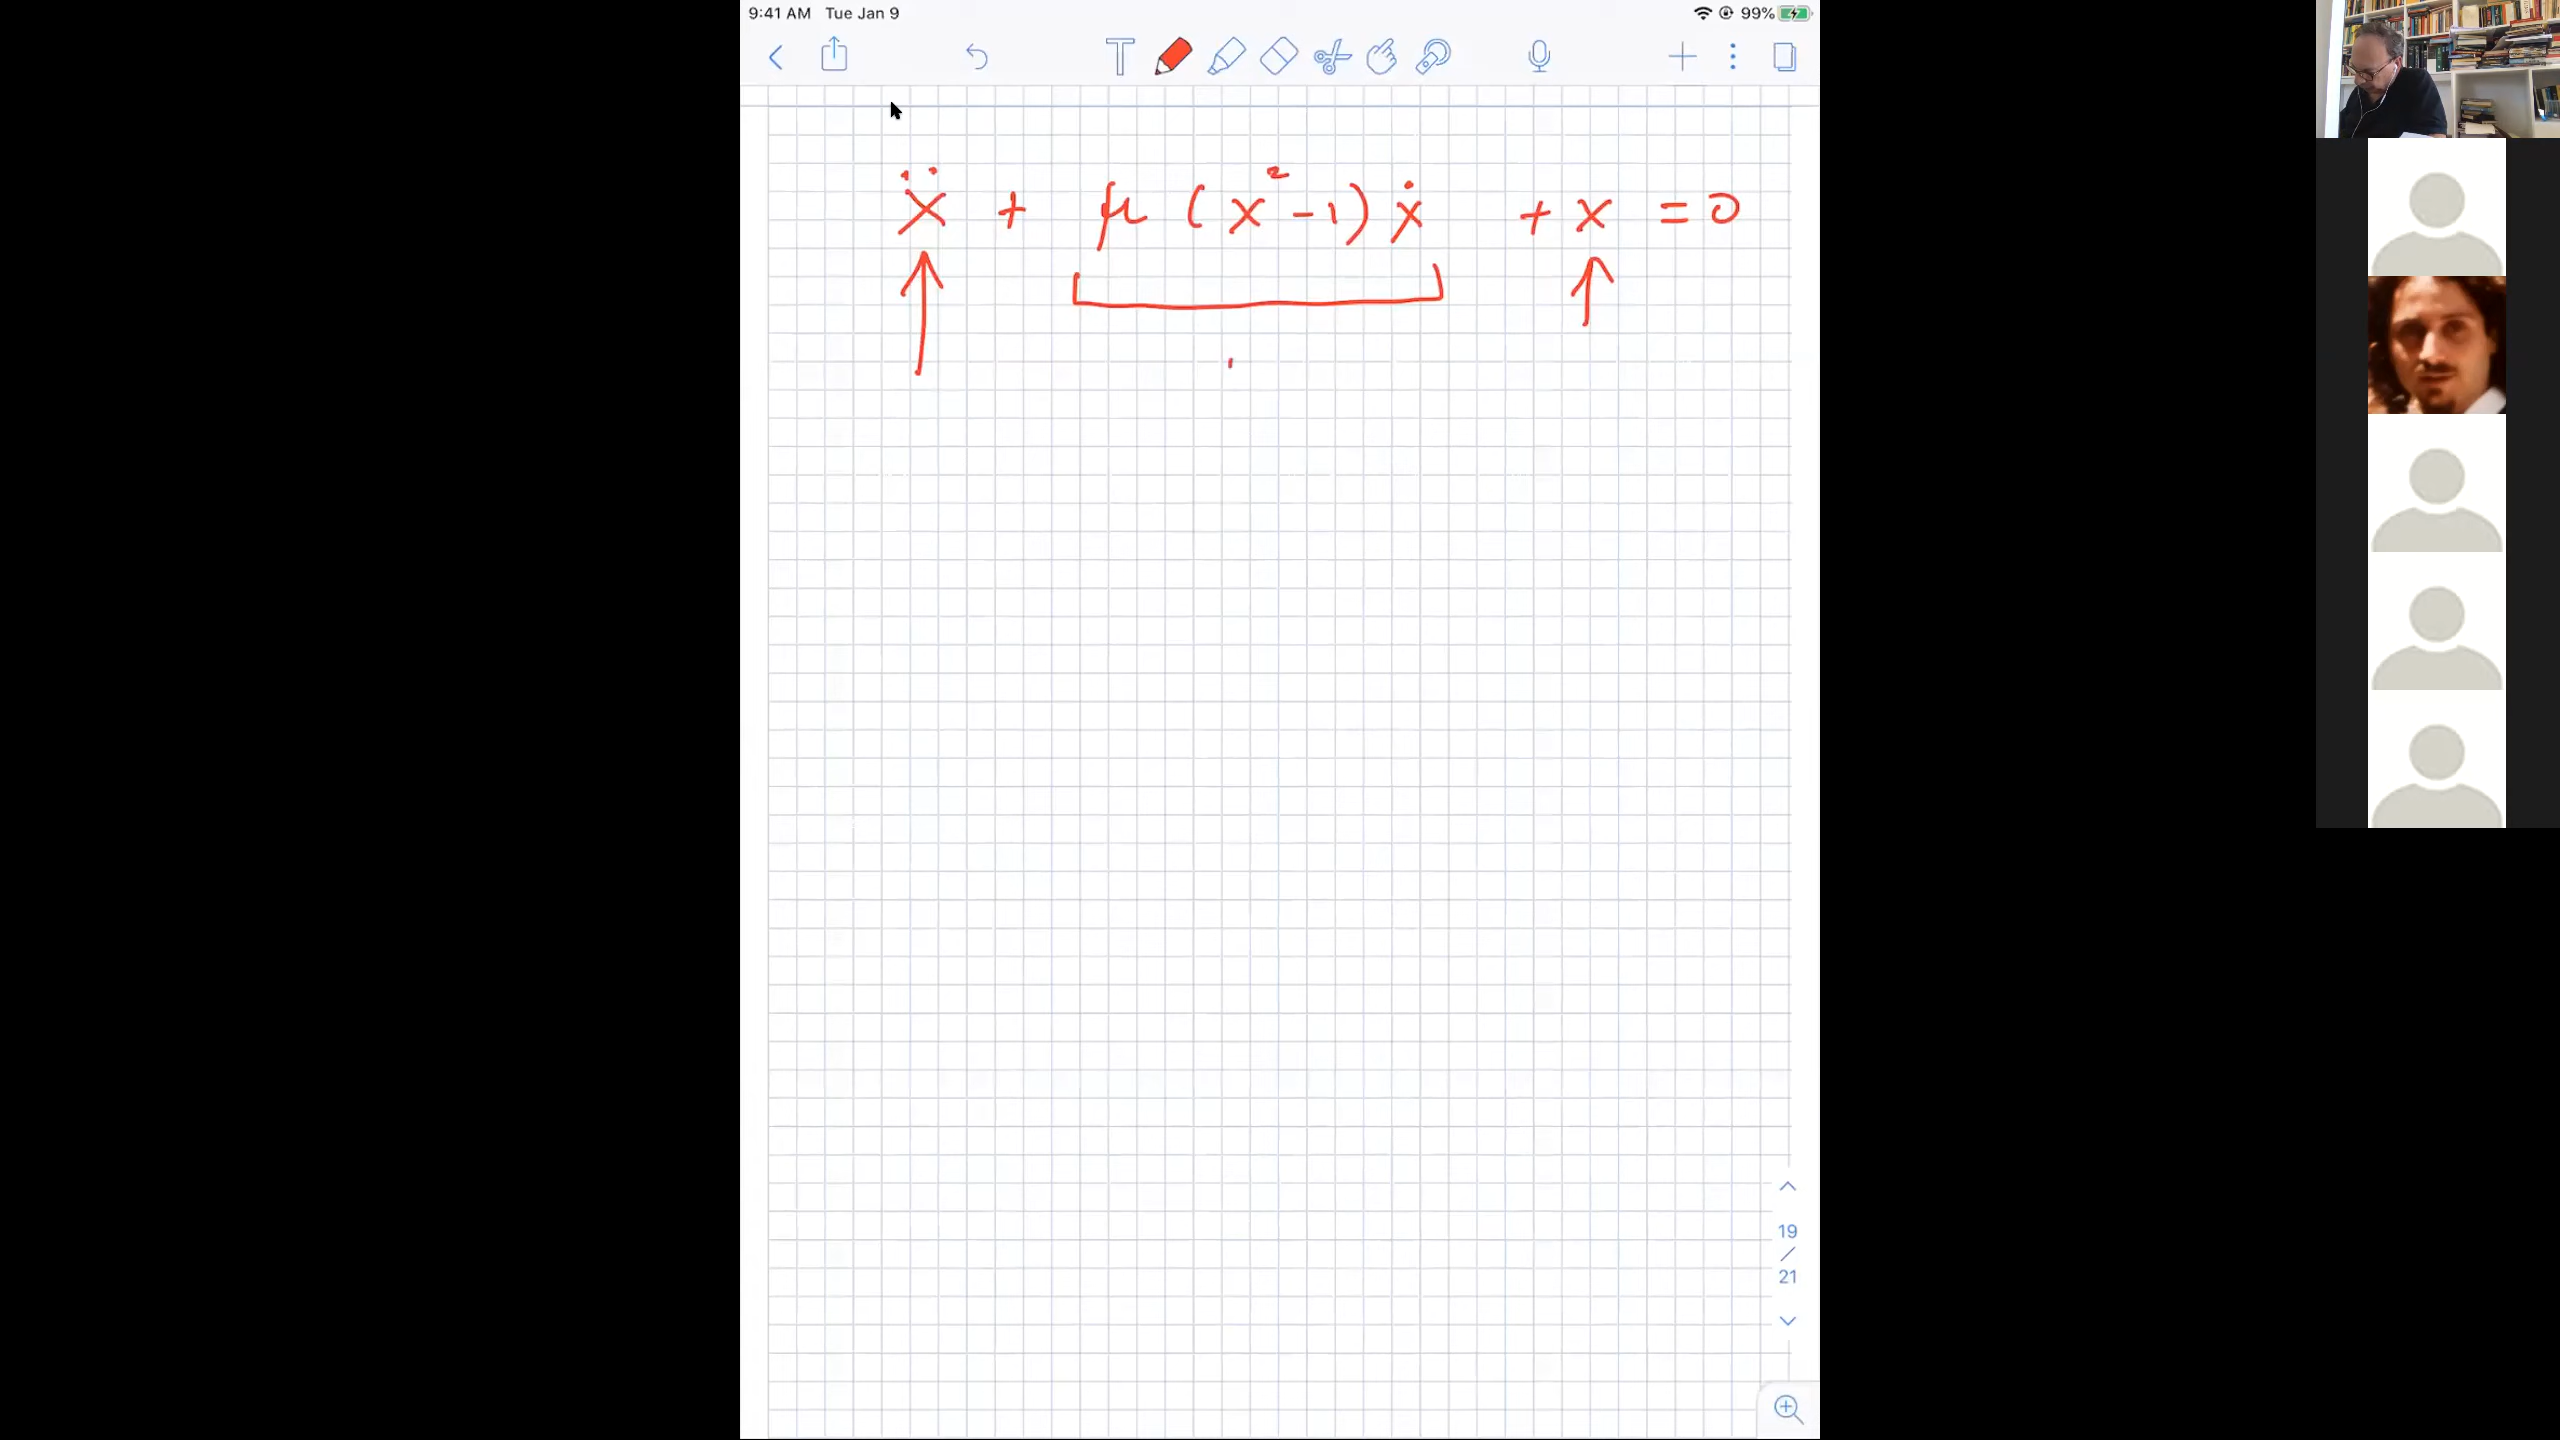 9:41 AM Tue Jan 9 99%
ẍ + μ (x² - 1) ẋ + x = 0
19
/
21